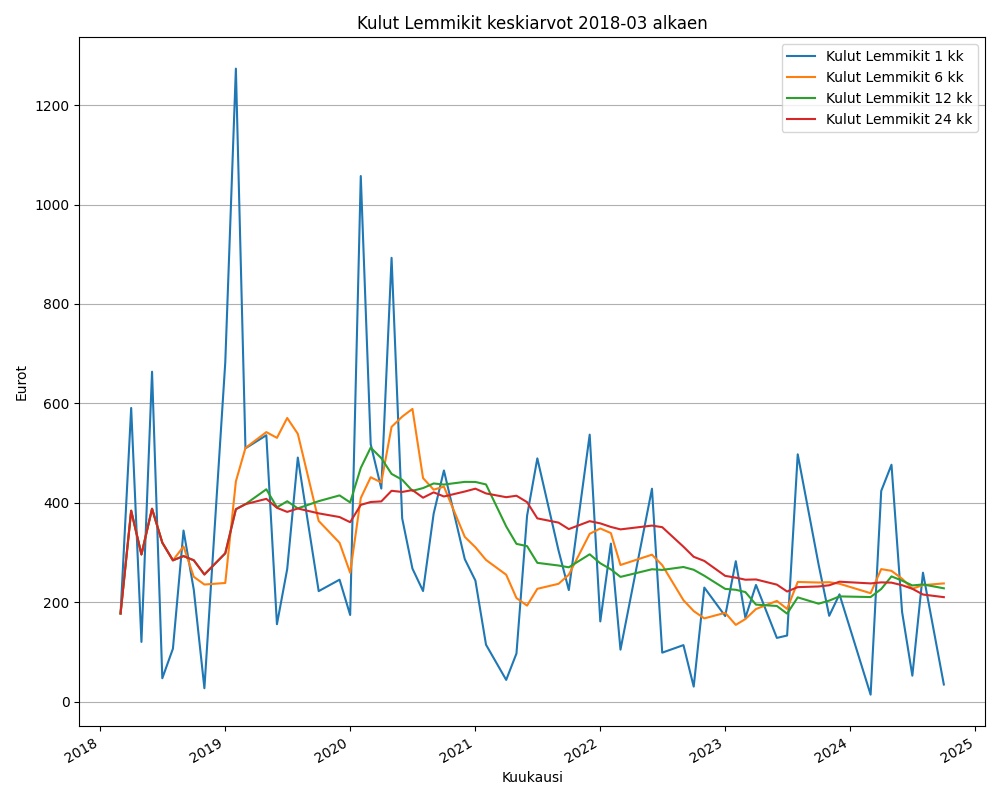 Kulut Lemmikit keskiarvot 2018-03 alkaen
Kulut Lemmikit 1 kk
Kulut Lemmikit 6 kk
Kulut Lemmikit 12 kk
Kulut Lemmikit 24 kk
Eurot
1200
1000
800
600
400
200
0
2018
2019
2020
2021
2022
2023
2024
2025
Kuukausi